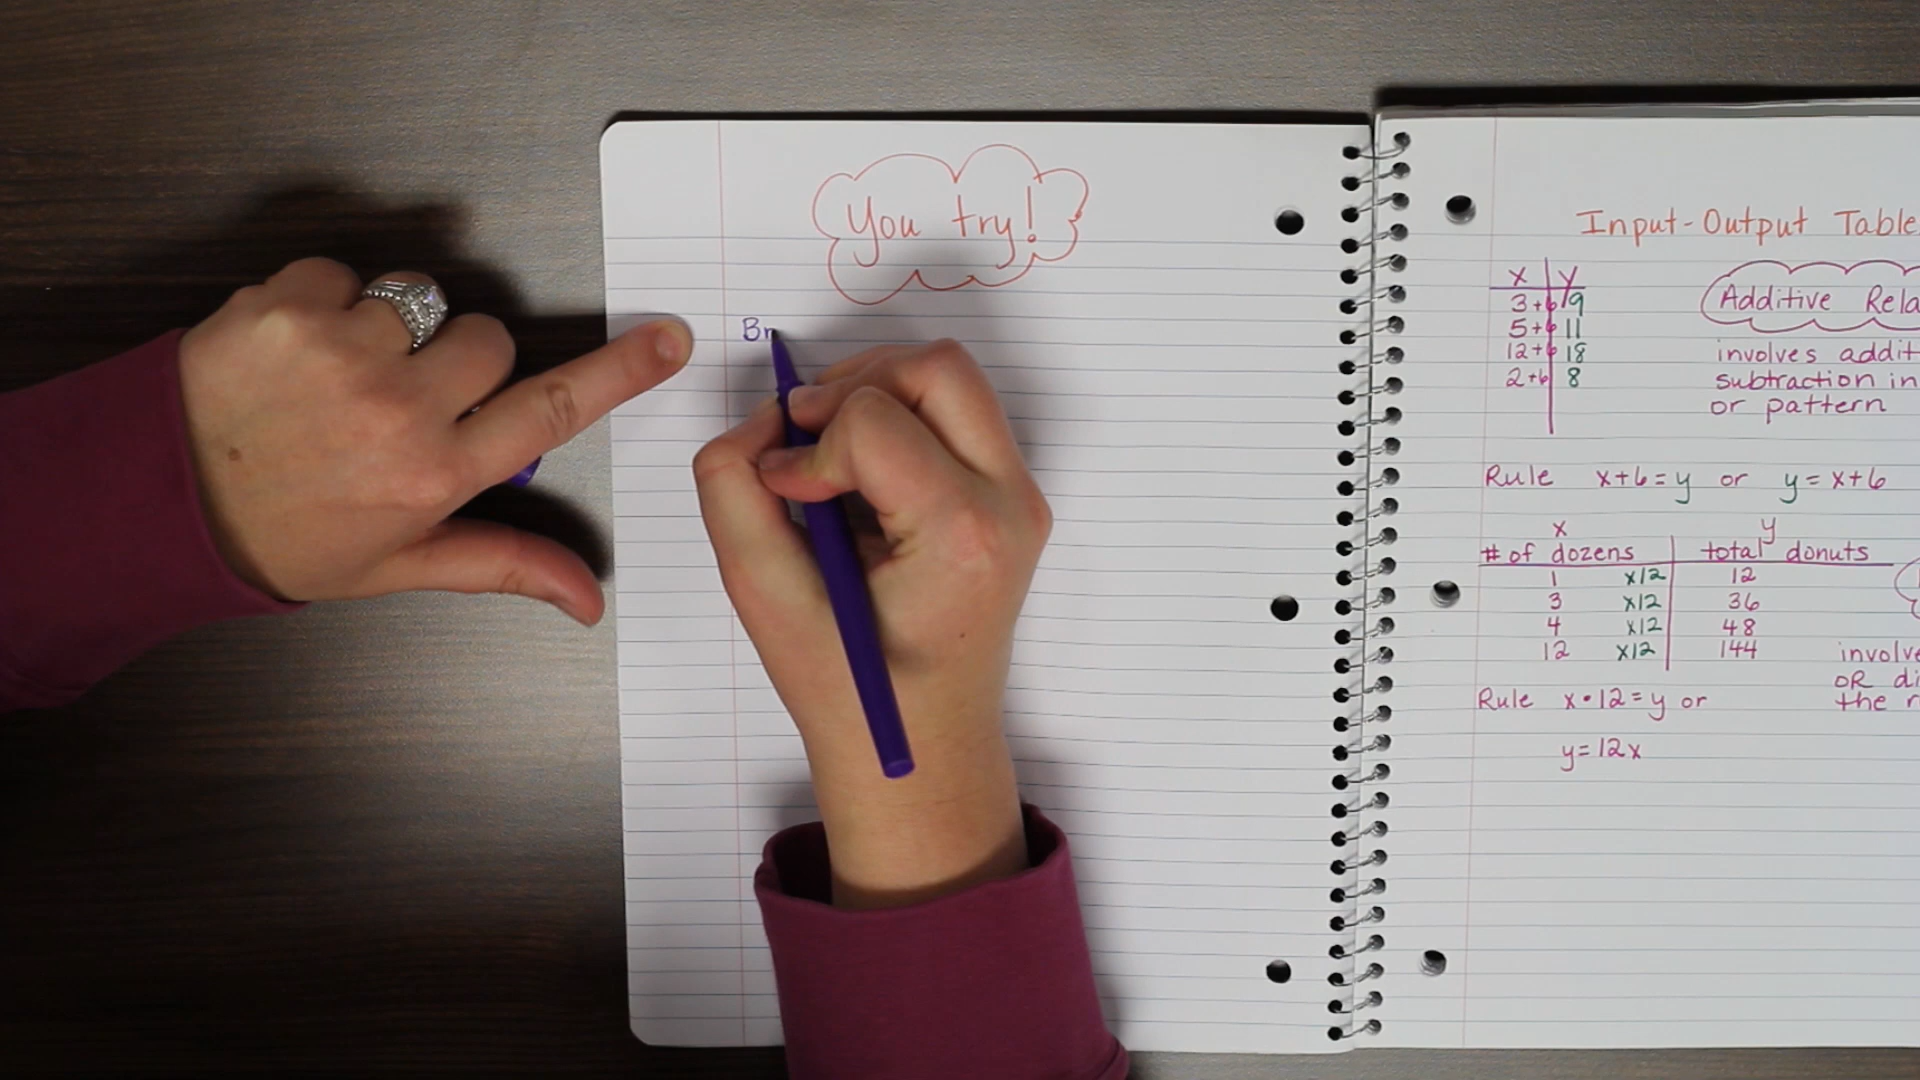 You try!
Br
Input-Output Table
x y
3+6 9
5+6 11
12+6 18
2+6 8
Additive Rela
involves addit
subtraction in
or pattern
Rule x+6=y or y=x+6
x y
# of dozens total donuts
1 x12 12
3 x12 36
4 x12 48
12 x12 144
involve
OR di
the r
Rule x•12=y or
y=12x